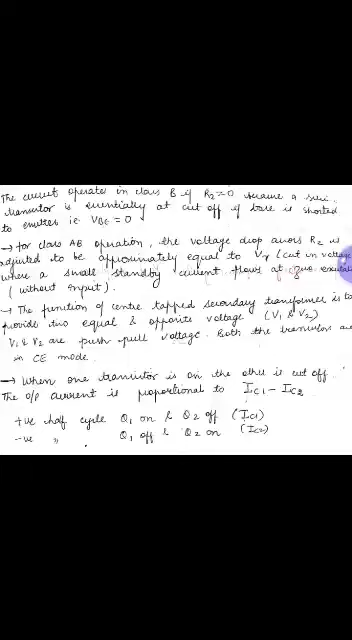 The circuit operates in class B if R2=0 because a
transistor is essentially at cut off if base is shorted
to emitter i.e VBE = 0
→ for class AB operation, the voltage drop across R2 is
adjusted to be approximately equal to Vγ (cut in voltage
where a small standby current flows at zero excitation
(without input).
→ The function of centre tapped secondary transformer is to
provide two equal & opposite voltage (V1 & V2)
V1 & V2 are push-pull voltage. Both the transistors are
in CE mode.
→ When one transistor is on the other is cut off.
The o/p current is proportional to IC1 - IC2
+ve half cycle Q1 on & Q2 off (IC1)
-ve " Q1 off & Q2 on (IC2)